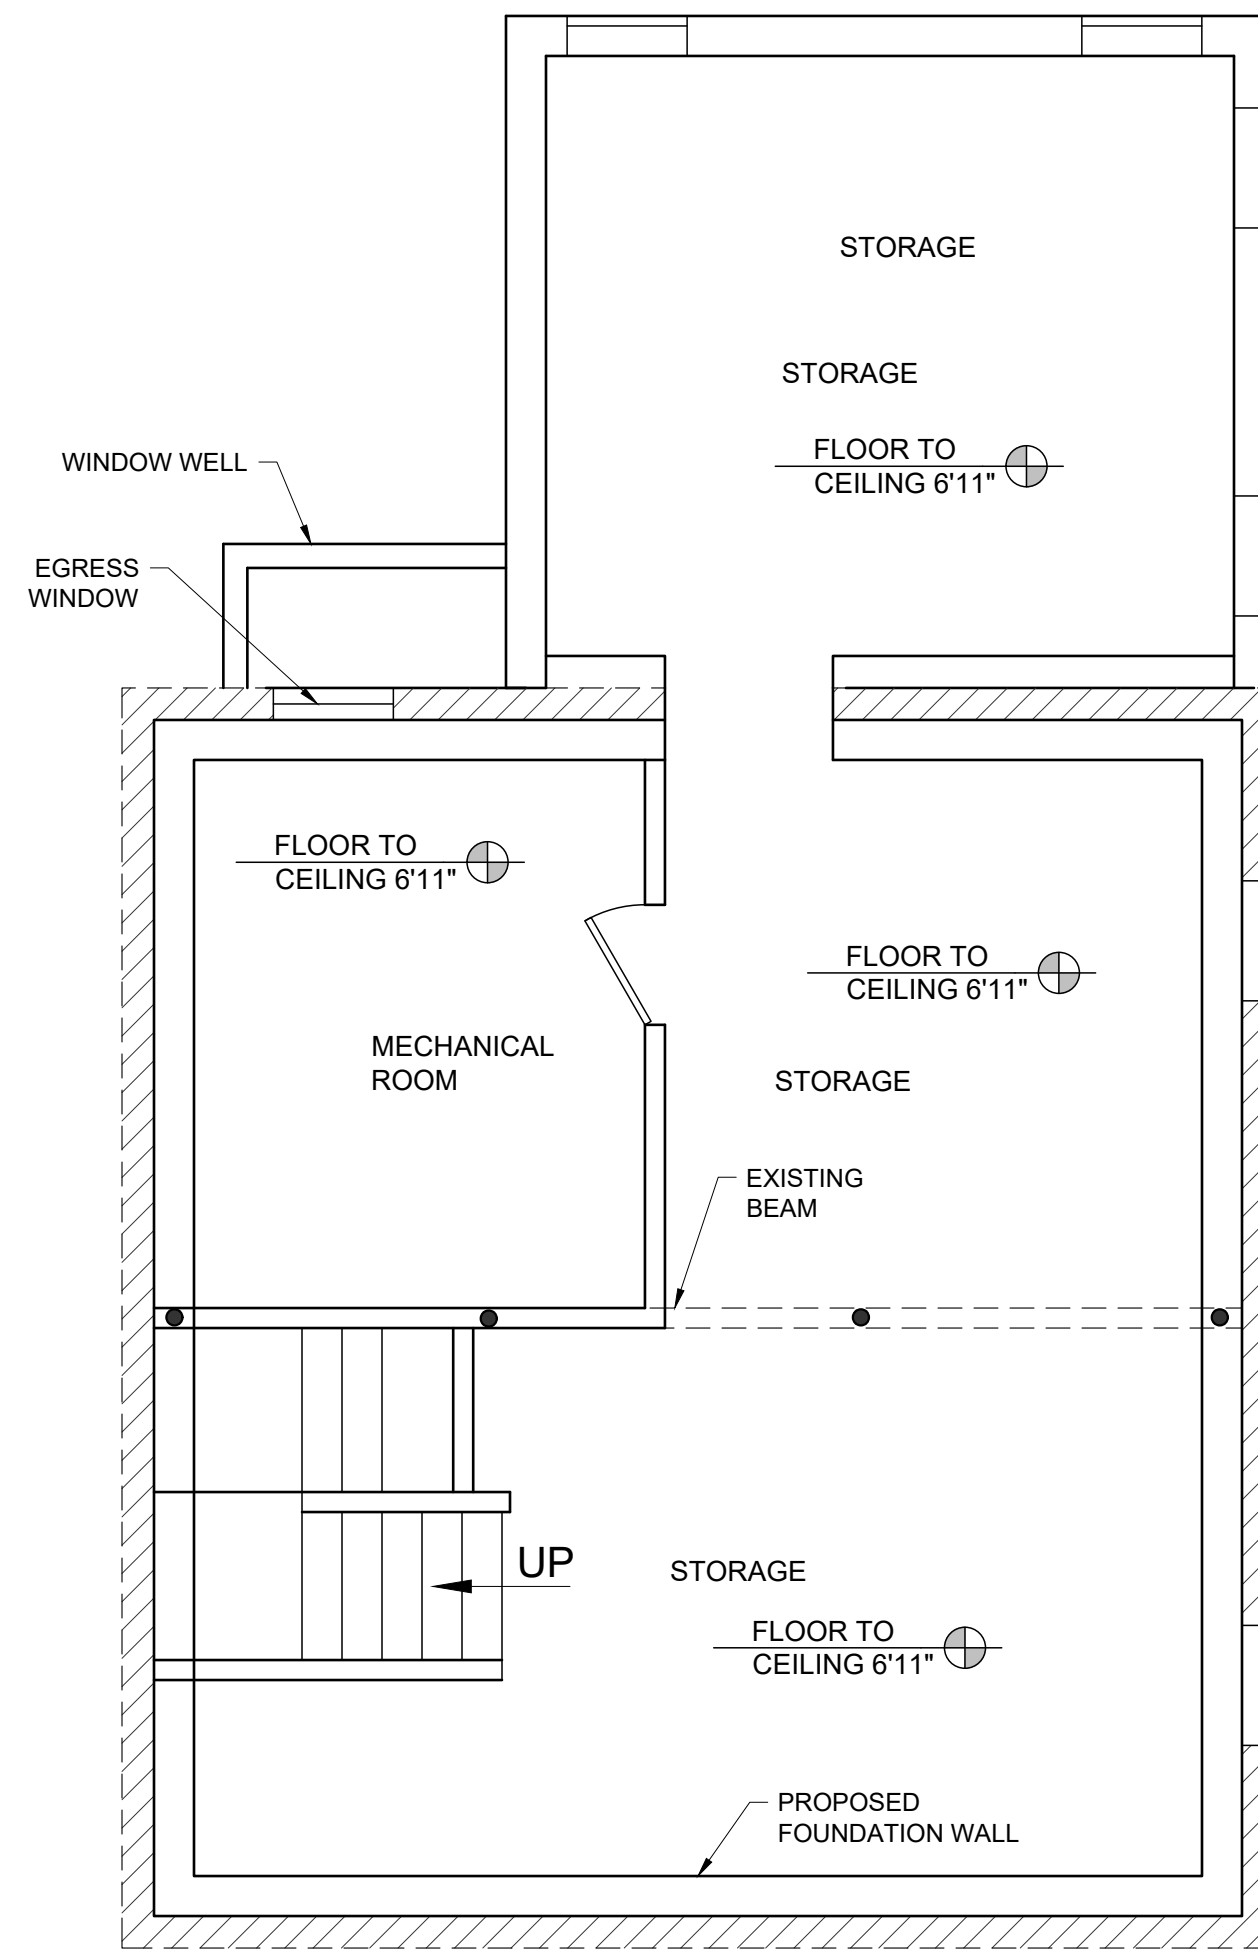 STORAGE
STORAGE
FLOOR TO
CEILING 6'11"
WINDOW WELL
EGRESS
WINDOW
FLOOR TO
CEILING 6'11"
FLOOR TO
CEILING 6'11"
MECHANICAL
ROOM
STORAGE
EXISTING
BEAM
UP
STORAGE
FLOOR TO
CEILING 6'11"
PROPOSED
FOUNDATION WALL